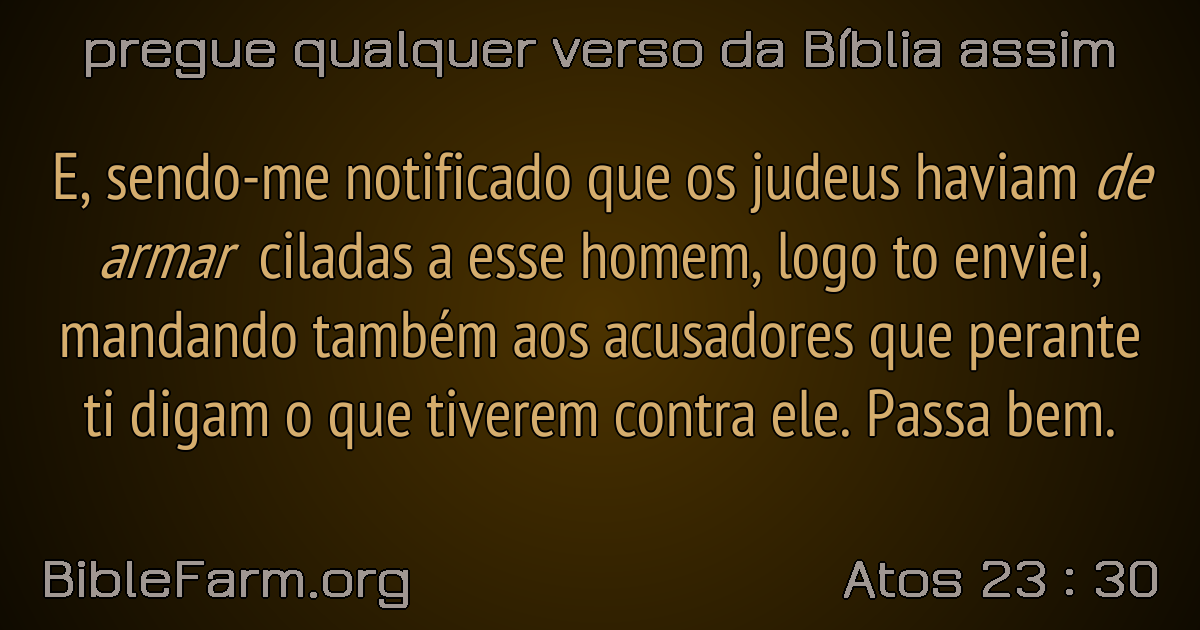 pregue qualquer verso da Bíblia assim
E, sendo-me notificado que os judeus haviam de
armar ciladas a esse homem, logo to enviei,
mandando também aos acusadores que perante
ti digam o que tiverem contra ele. Passa bem.
BibleFarm.org
Atos 23 : 30